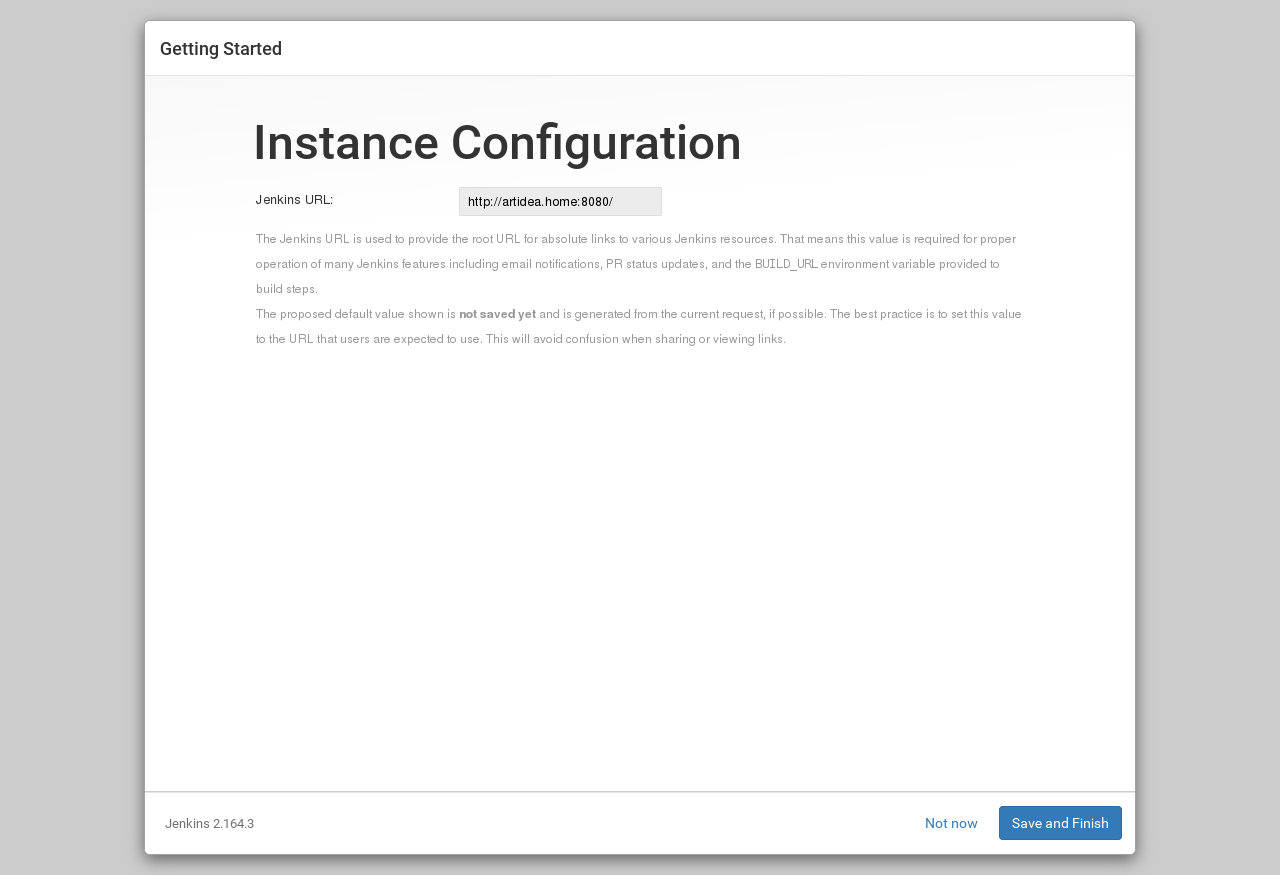 Getting Started
Instance Configuration
Jenkins URL:
http://artidea.home:8080/
The Jenkins URL is used to provide the root URL for absolute links to various Jenkins resources. That means this value is required for proper
operation of many Jenkins features including email notifications, PR status updates, and the BUILD_URL environment variable provided to
build steps.
The proposed default value shown is not saved yet and is generated from the current request, if possible. The best practice is to set this value
to the URL that users are expected to use. This will avoid confusion when sharing or viewing links.
Jenkins 2.164.3
Not now
Save and Finish